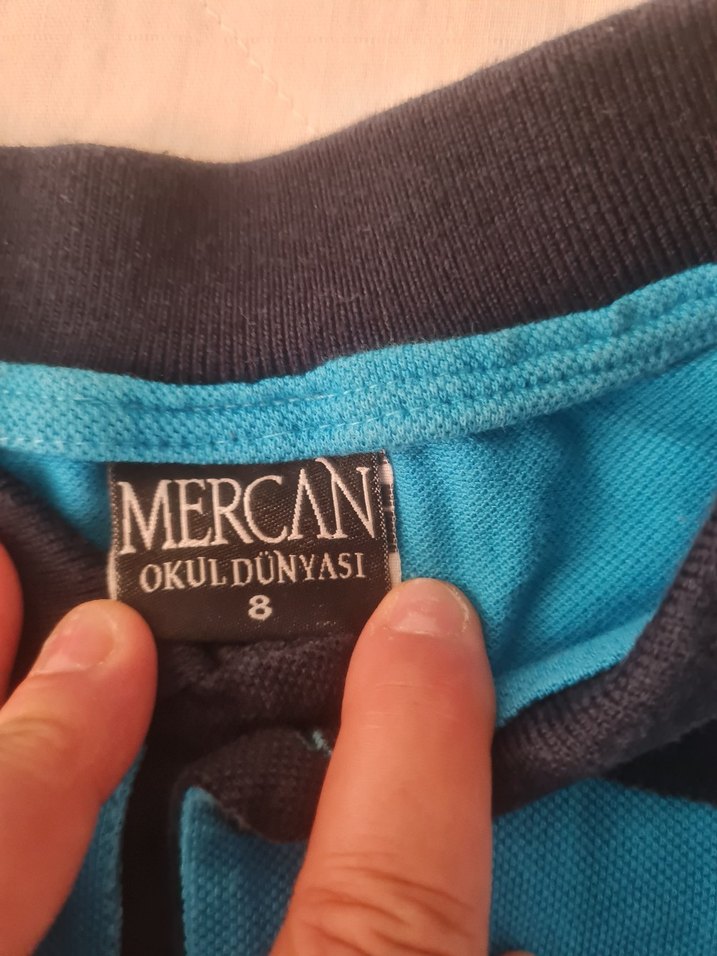 MERCAN
OKUL DÜNYASI
8